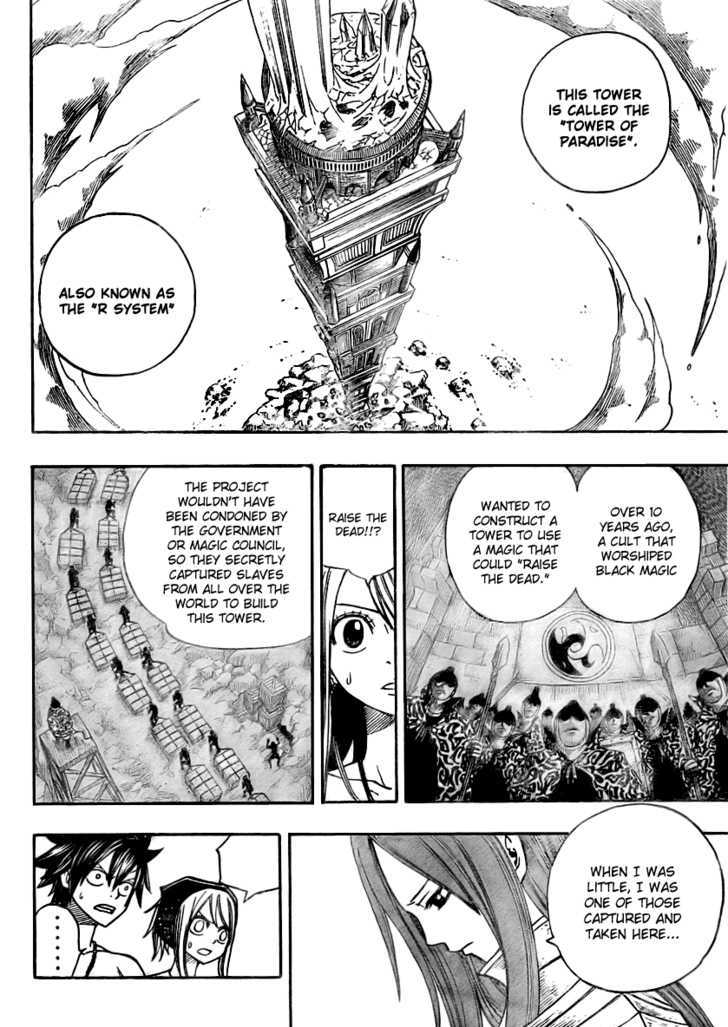 THIS TOWER
IS CALLED THE
"TOWER OF
PARADISE".
ALSO KNOWN AS
THE "R SYSTEM"
OVER 10
YEARS AGO,
A CULT THAT
WORSHIPED
BLACK MAGIC
WANTED TO
CONSTRUCT A
TOWER TO USE
A MAGIC THAT
COULD "RAISE
THE DEAD."
RAISE THE
DEAD!!?
THE PROJECT
WOULDN'T HAVE
BEEN CONDONED BY
THE GOVERNMENT
OR MAGIC COUNCIL,
SO THEY SECRETLY
CAPTURED SLAVES
FROM ALL OVER THE
WORLD TO BUILD
THIS TOWER.
WHEN I WAS
LITTLE, I WAS
ONE OF THOSE
CAPTURED AND
TAKEN HERE...
......